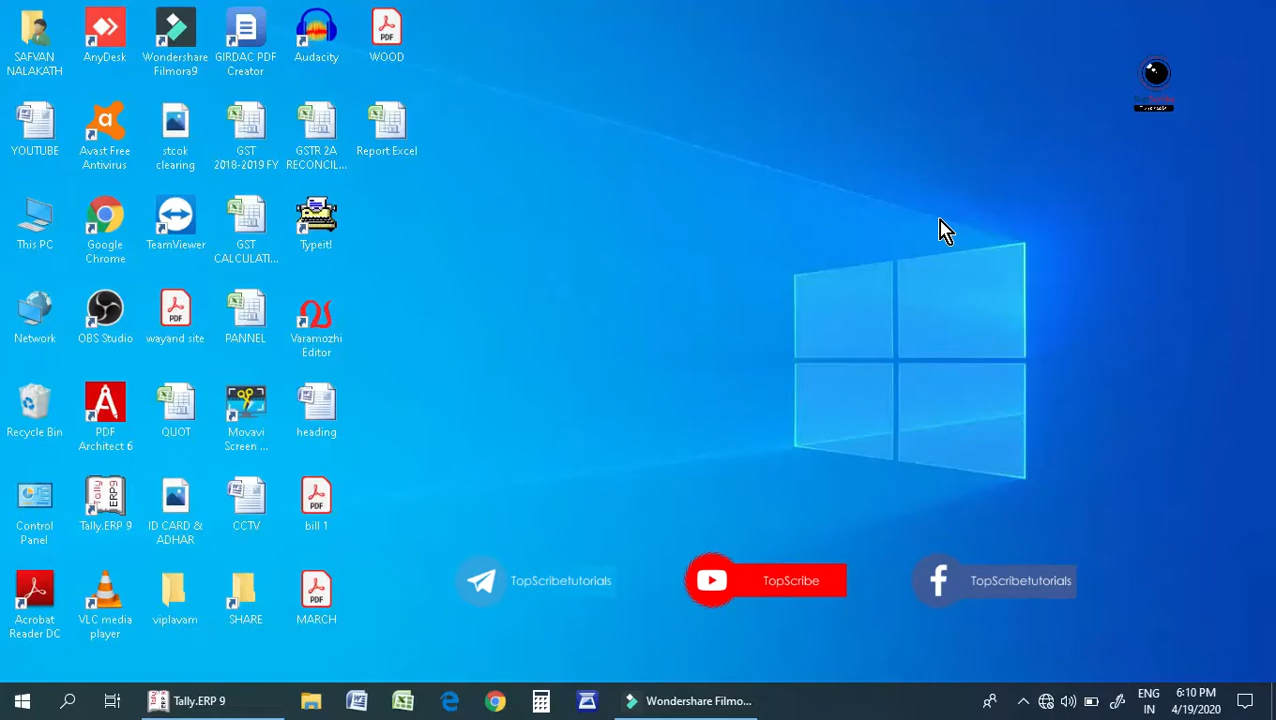 SAFVAN
NALAKATH
AnyDesk
Wondershare
Filmora9
GIRDAC PDF
Creator
Audacity
WOOD
YOUTUBE
Avast Free
Antivirus
stcok
clearing
GST
2018-2019 FY
GSTR 2A
RECONCIL...
Report Excel
This PC
Google
Chrome
TeamViewer
GST
CALCULATI...
Typeit!
Network
OBS Studio
wayand site
PANNEL
Varamozhi
Editor
Recycle Bin
PDF
Architect 6
QUOT
Movavi
Screen ...
heading
Control
Panel
Tally.ERP 9
ID CARD &
ADHAR
CCTV
bill 1
Acrobat
Reader DC
VLC media
player
viplavam
SHARE
MARCH
TopScribetutorials
TopScribe
TopScribetutorials
Tally.ERP 9
Wondershare Filmo...
ENG
IN
6:10 PM
4/19/2020